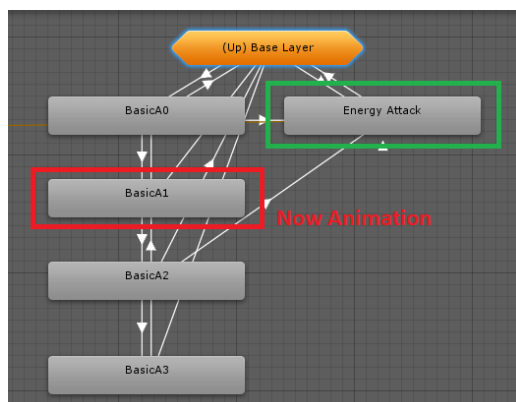 (Up) Base Layer
BasicA0
Energy Attack
BasicA1
Now Animation
BasicA2
BasicA3